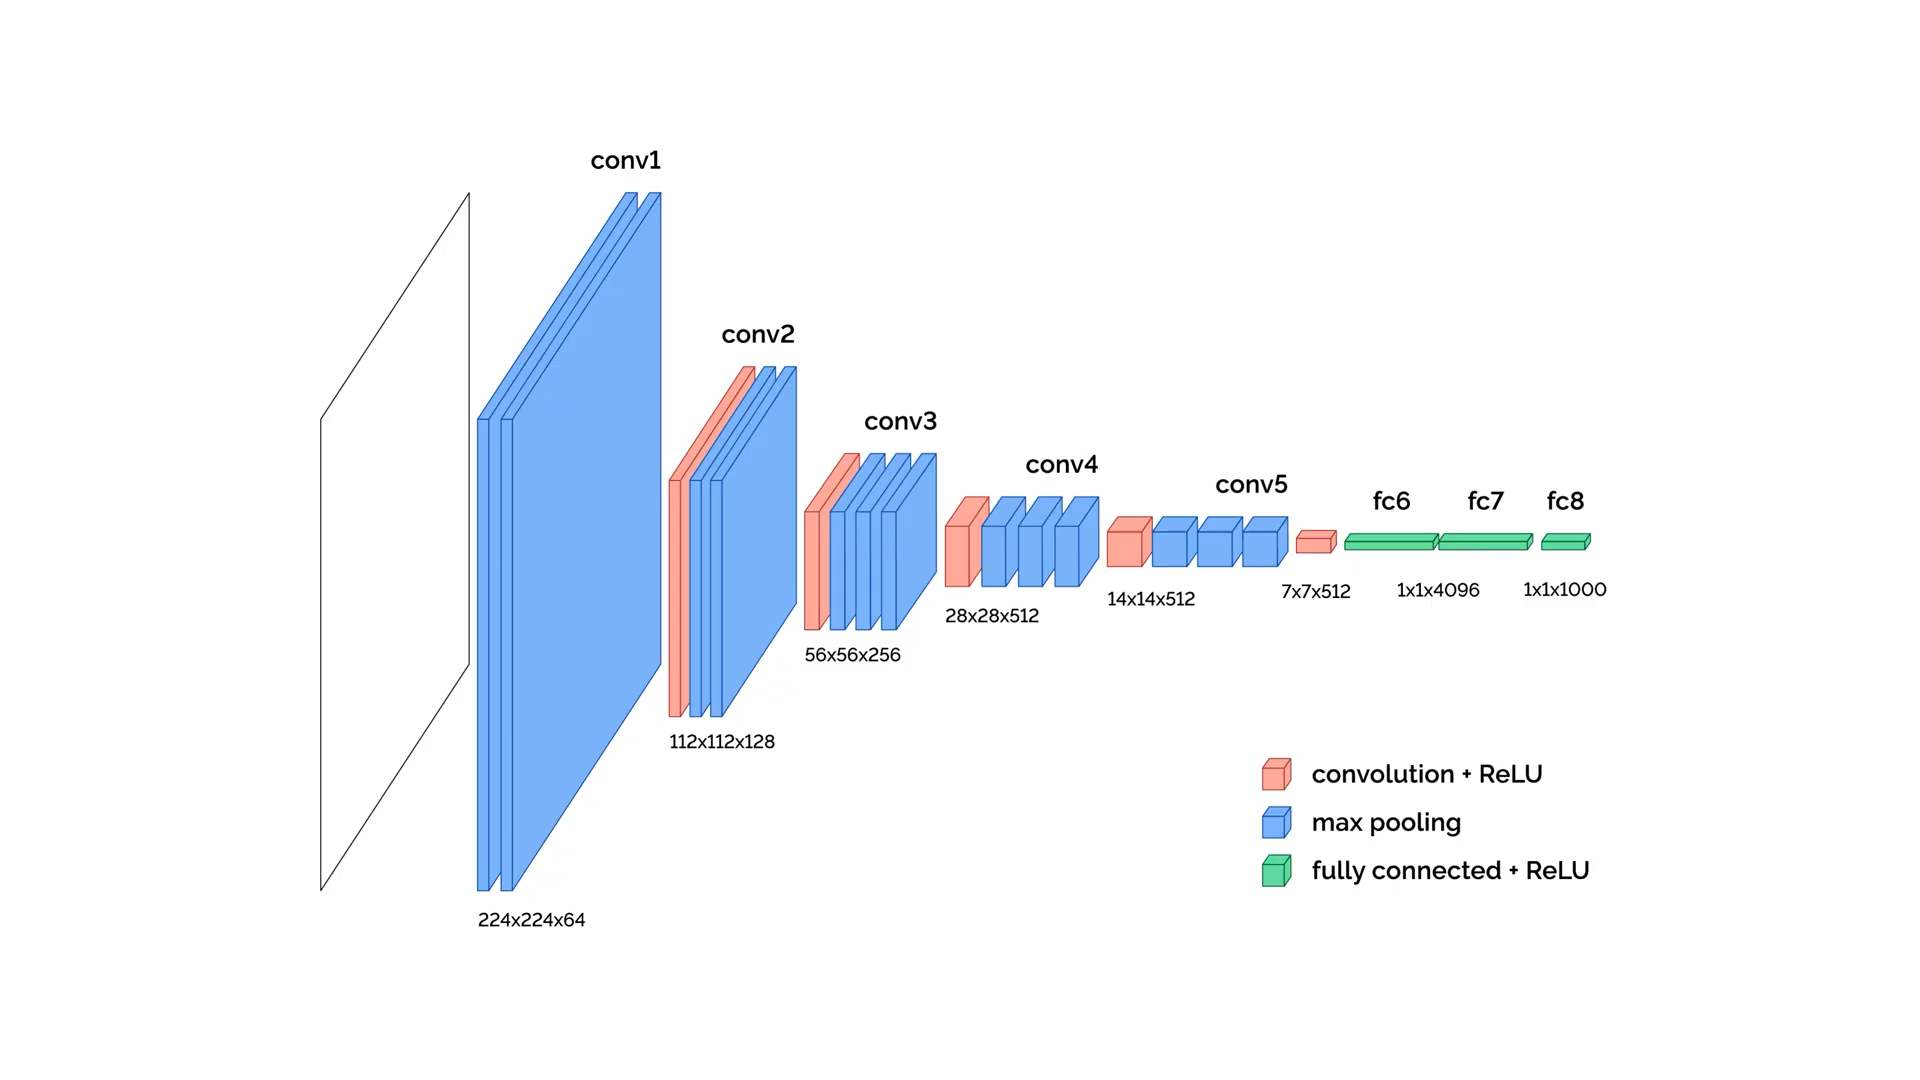 conv1
conv2
conv3
conv4
conv5
fc6
fc7
fc8
224x224x64
112x112x128
56x56x256
28x28x512
14x14x512
7x7x512
1x1x4096
1x1x1000
convolution + ReLU
max pooling
fully connected + ReLU